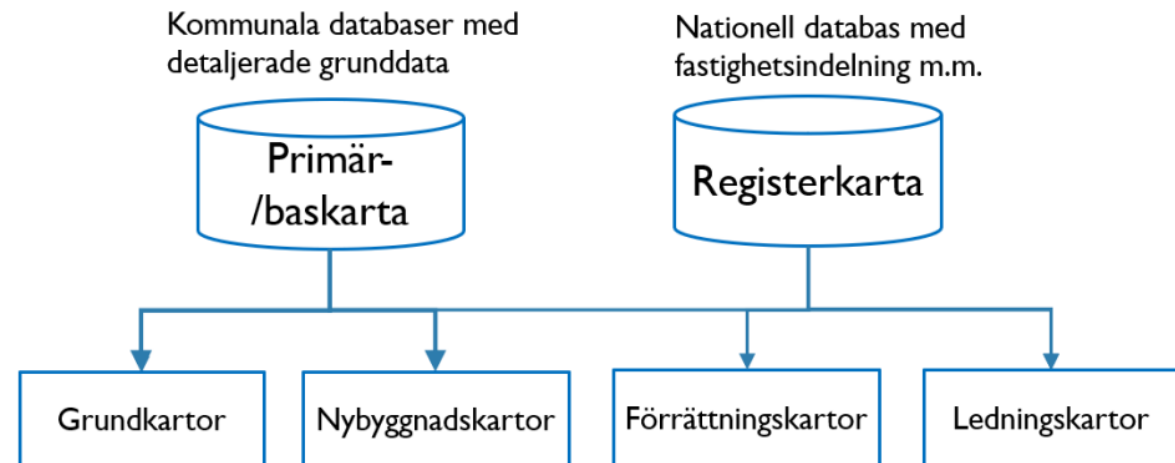 Kommunala databaser med
detaljerade grunddata
Nationell databas med
fastighetsindelning m.m.
Primär-
/baskarta
Registerkarta
Grundkartor
Nybyggnadskartor
Förrättningskartor
Ledningskartor